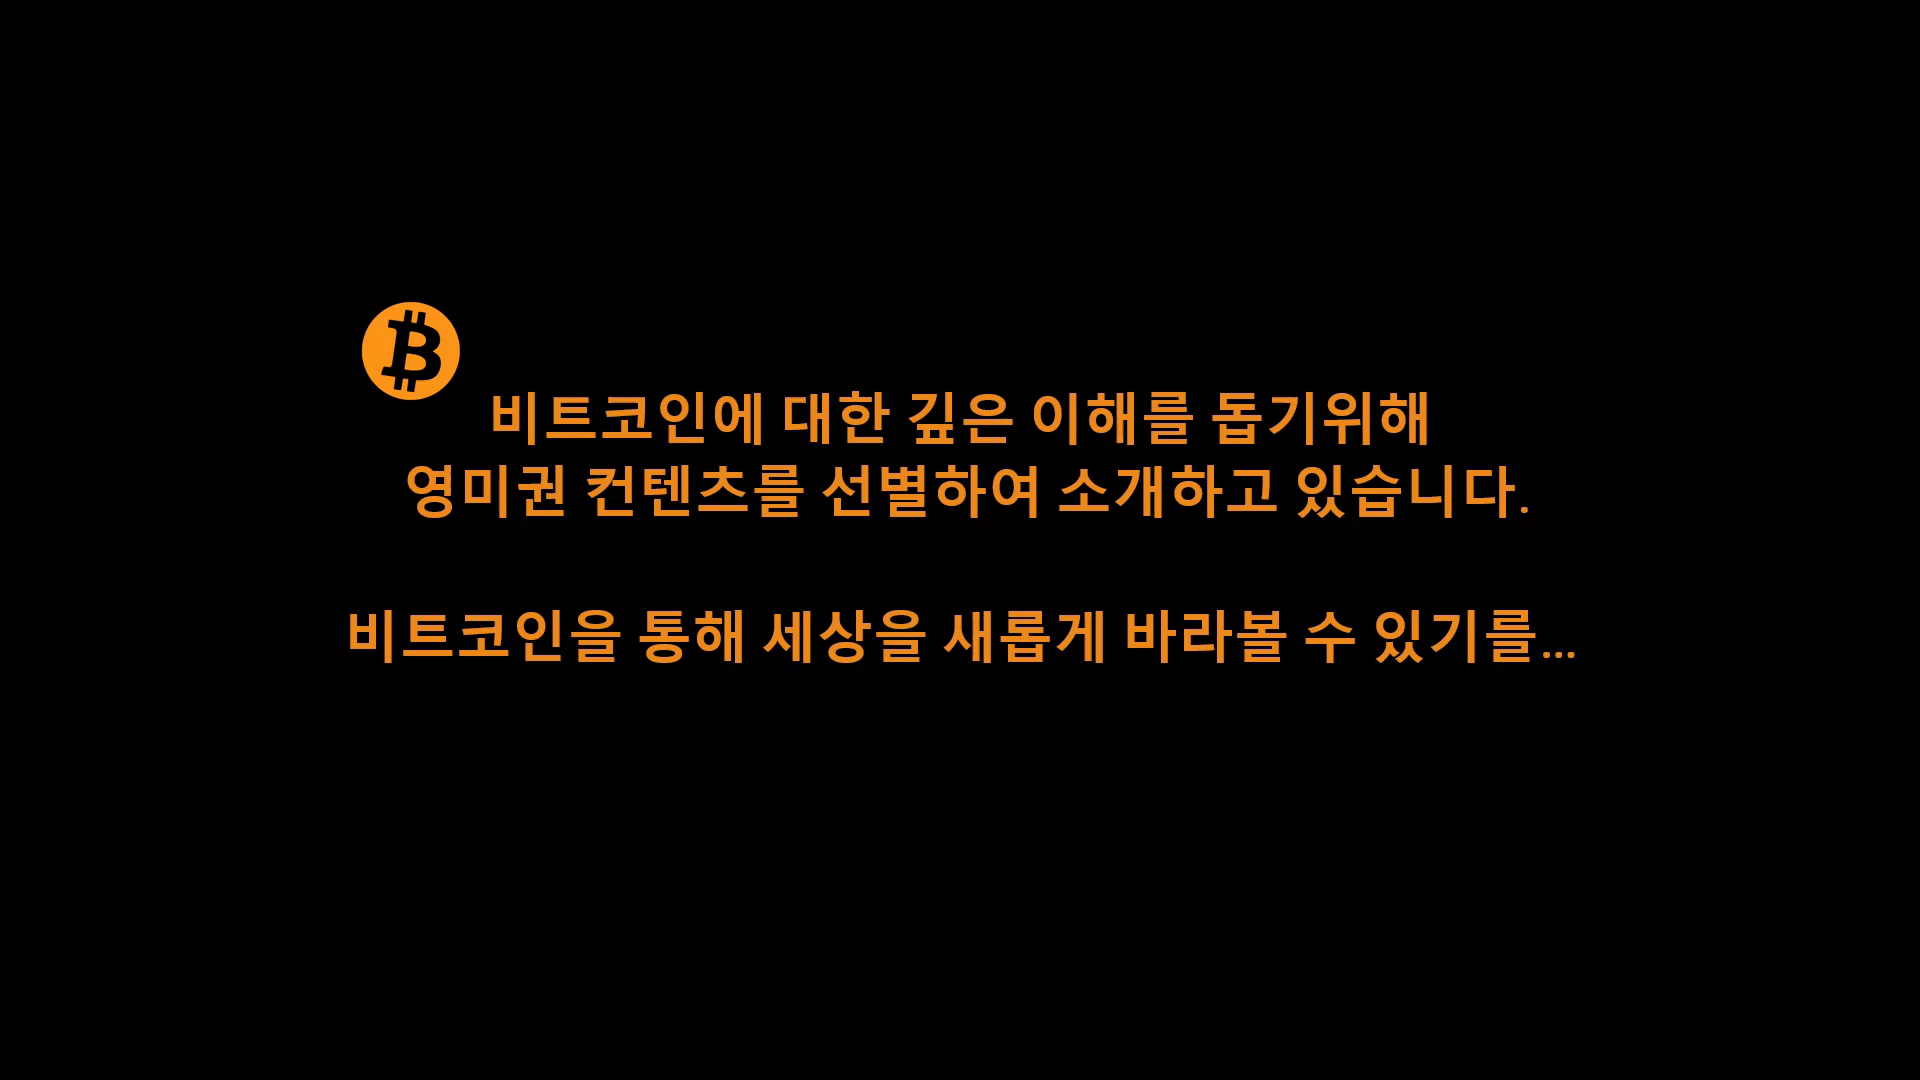 비트코인에 대한 깊은 이해를 돕기위해
영미권 컨텐츠를 선별하여 소개하고 있습니다.
비트코인을 통해 세상을 새롭게 바라볼 수 있기를...